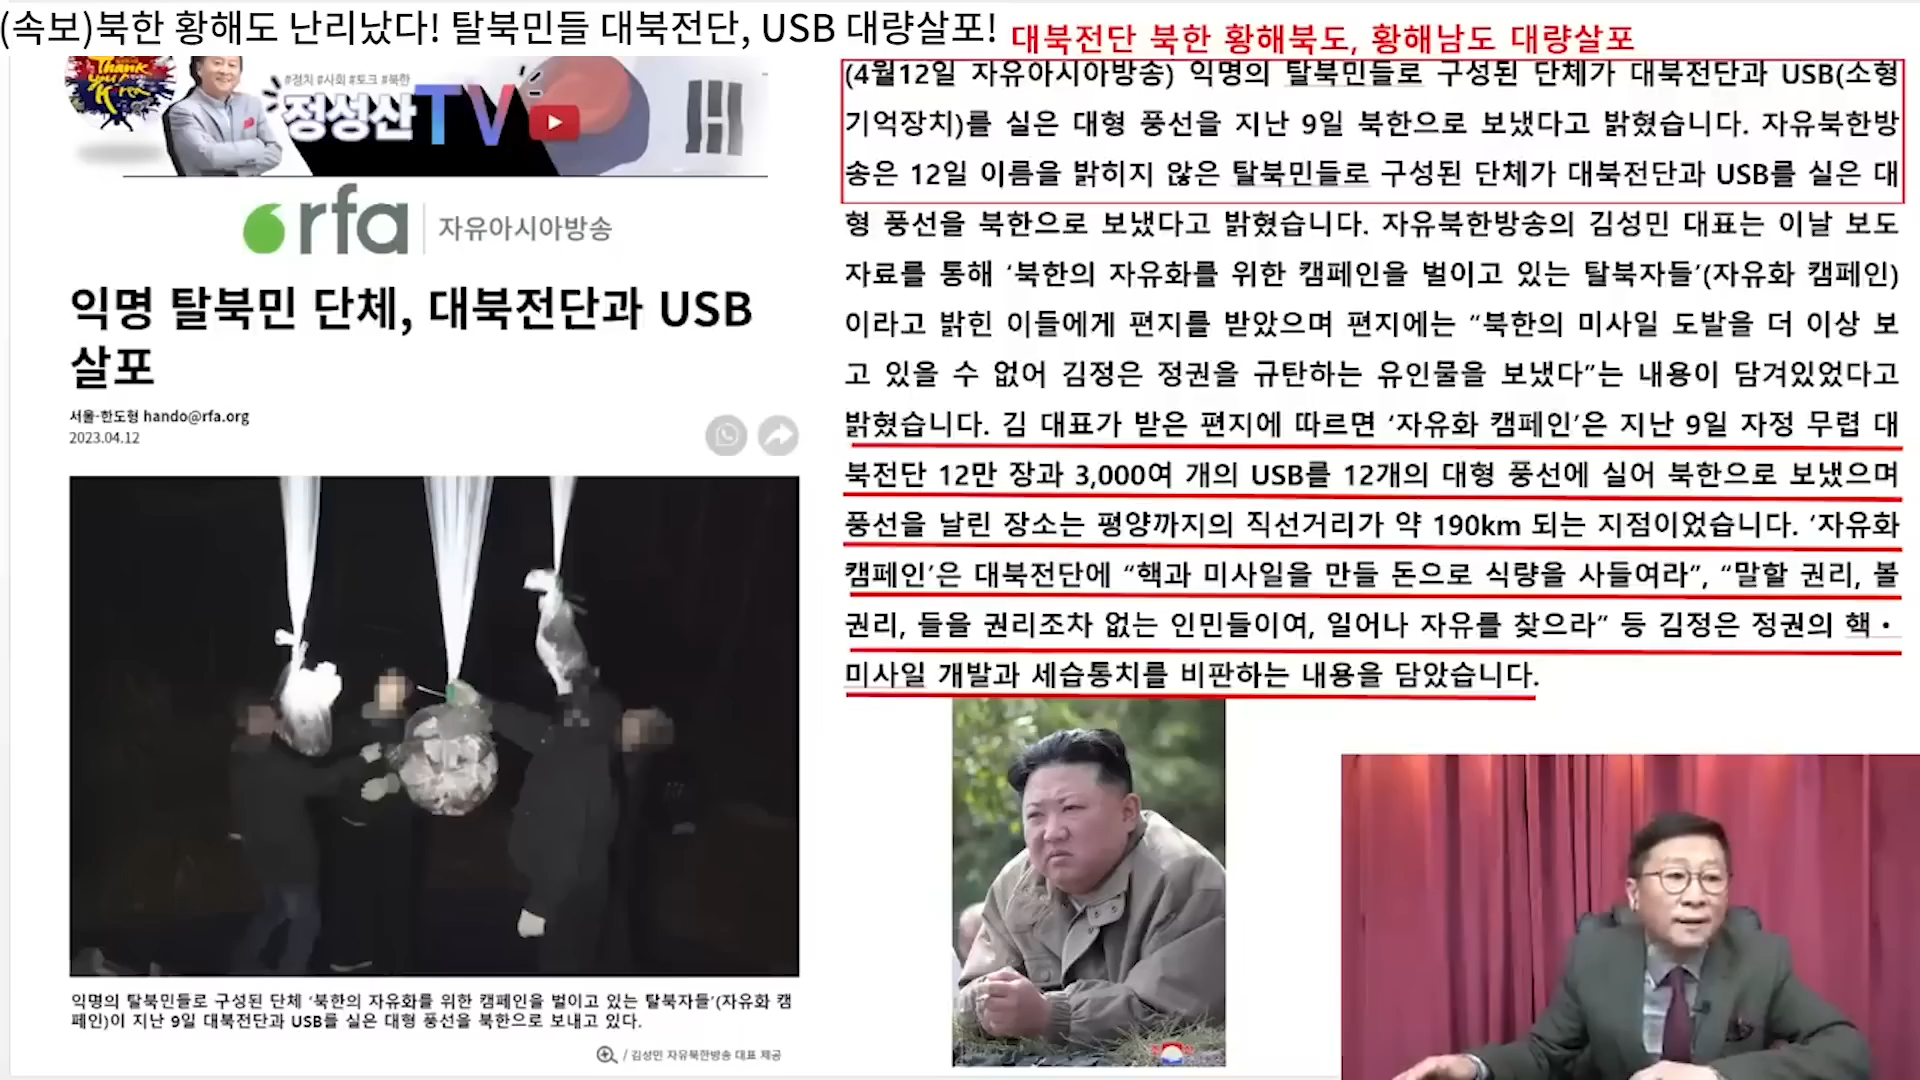 (속보)북한 황해도 난리났다! 탈북민들 대북전단, USB 대량살포!
대북전단 북한 황해북도, 황해남도 대량살포
Thank you Korea
#정치 #사회 #토크 #북한
정성산TV
rfa 자유아시아방송
익명 탈북민 단체, 대북전단과 USB
살포
서울-한도형 hando@rfa.org
2023.04.12
익명의 탈북민들로 구성된 단체 ‘북한의 자유화를 위한 캠페인을 벌이고 있는 탈북자들’(자유화 캠
페인)이 지난 9일 대북전단과 USB를 실은 대형 풍선을 북한으로 보내고 있다.
/ 김성민 자유북한방송 대표 제공
(4월12일 자유아시아방송) 익명의 탈북민들로 구성된 단체가 대북전단과 USB(소형
기억장치)를 실은 대형 풍선을 지난 9일 북한으로 보냈다고 밝혔습니다. 자유북한방
송은 12일 이름을 밝히지 않은 탈북민들로 구성된 단체가 대북전단과 USB를 실은 대
형 풍선을 북한으로 보냈다고 밝혔습니다. 자유북한방송의 김성민 대표는 이날 보도
자료를 통해 ‘북한의 자유화를 위한 캠페인을 벌이고 있는 탈북자들’(자유화 캠페인)
이라고 밝힌 이들에게 편지를 받았으며 편지에는 “북한의 미사일 도발을 더 이상 보
고 있을 수 없어 김정은 정권을 규탄하는 유인물을 보냈다”는 내용이 담겨있었다고
밝혔습니다. 김 대표가 받은 편지에 따르면 ‘자유화 캠페인’은 지난 9일 자정 무렵 대
북전단 12만 장과 3,000여 개의 USB를 12개의 대형 풍선에 실어 북한으로 보냈으며
풍선을 날린 장소는 평양까지의 직선거리가 약 190km 되는 지점이었습니다. ‘자유화
캠페인’은 대북전단에 “핵과 미사일을 만들 돈으로 식량을 사들여라”, “말할 권리, 볼
권리, 들을 권리조차 없는 인민들이여, 일어나 자유를 찾으라” 등 김정은 정권의 핵·
미사일 개발과 세습통치를 비판하는 내용을 담았습니다.